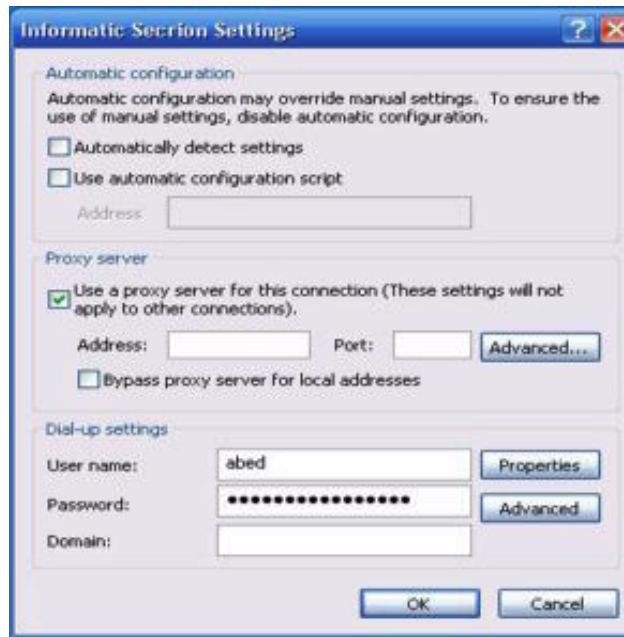 Informatic Secrion Settings
Automatic configuration
Automatic configuration may override manual settings. To ensure the
use of manual settings, disable automatic configuration.
Automatically detect settings
Use automatic configuration script
Address
Proxy server
Use a proxy server for this connection (These settings will not
apply to other connections).
Address:
Port:
Advanced...
Bypass proxy server for local addresses
Dial-up settings
User name:
abed
Properties
Password:
••••••••••••••••
Advanced
Domain:
OK
Cancel